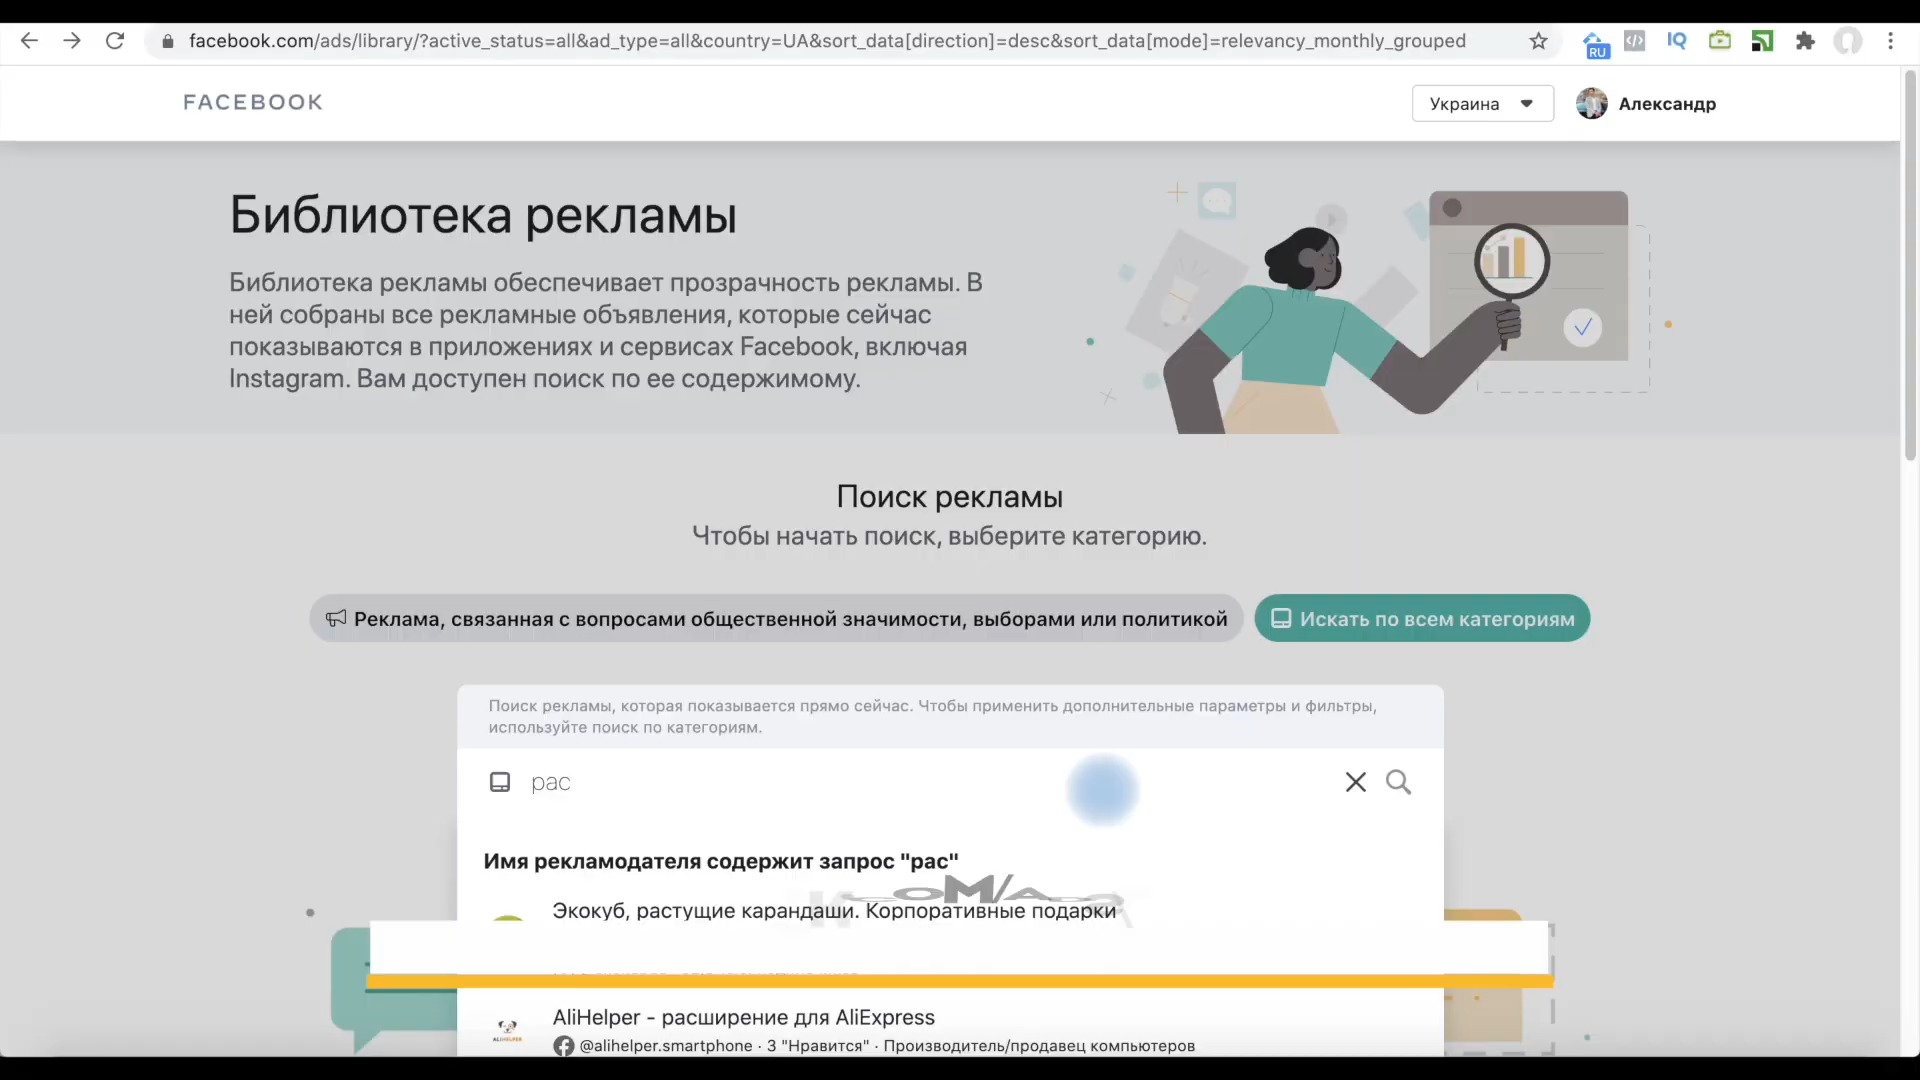 facebook.com/ads/library/?active_status=all&ad_type=all&country=UA&sort_data[direction]=desc&sort_data[mode]=relevancy_monthly_grouped
RU
IQ
FACEBOOK
Украина
Александр
Библиотека рекламы
Библиотека рекламы обеспечивает прозрачность рекламы. В
ней собраны все рекламные объявления, которые сейчас
показываются в приложениях и сервисах Facebook, включая
Instagram. Вам доступен поиск по ее содержимому.
Поиск рекламы
Чтобы начать поиск, выберите категорию.
Реклама, связанная с вопросами общественной значимости, выборами или политикой
Искать по всем категориям
Поиск рекламы, которая показывается прямо сейчас. Чтобы применить дополнительные параметры и фильтры,
используйте поиск по категориям.
рас
Имя рекламодателя содержит запрос "рас"
Экокуб, растущие карандаши. Корпоративные подарки
AliHelper - расширение для AliExpress
ALIHELPER
@alihelper.smartphone · 3 "Нравится" · Производитель/продавец компьютеров